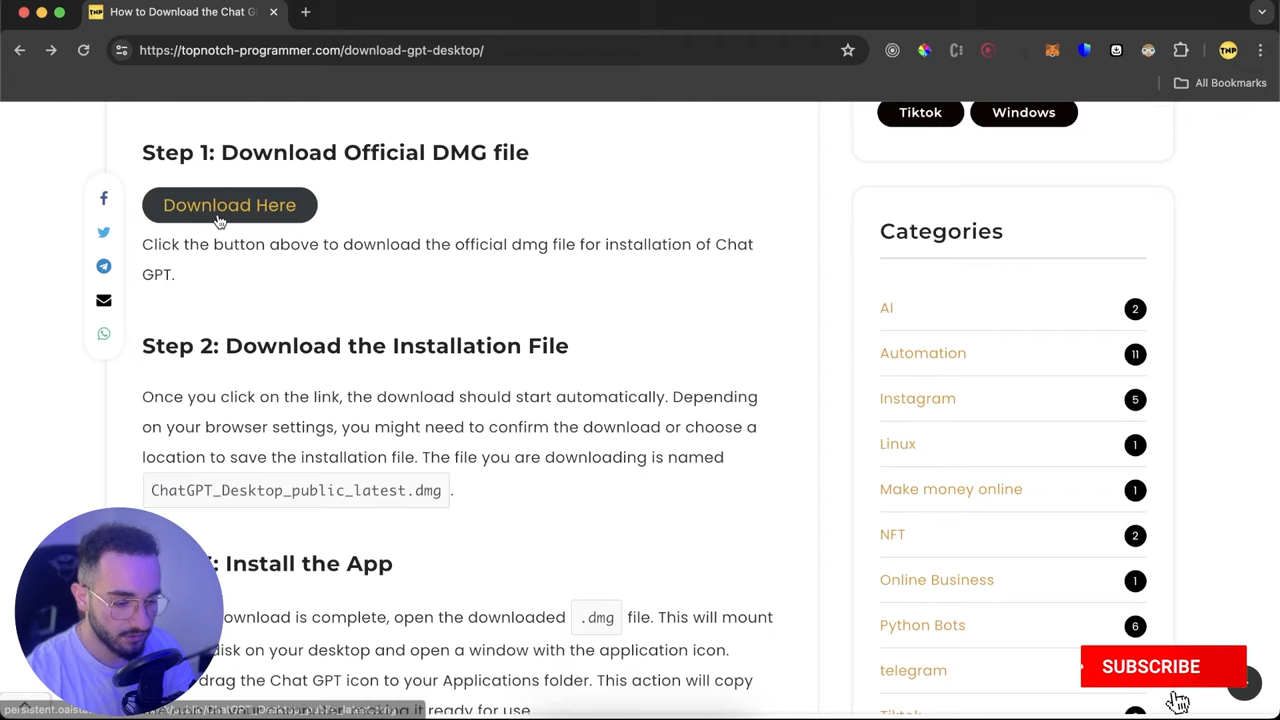 How to Download the Chat G
https://topnotch-programmer.com/download-gpt-desktop/
TNP
All Bookmarks
Tiktok
Windows
Step 1: Download Official DMG file
Download Here
Click the button above to download the official dmg file for installation of Chat
GPT.
Step 2: Download the Installation File
Once you click on the link, the download should start automatically. Depending
on your browser settings, you might need to confirm the download or choose a
location to save the installation file. The file you are downloading is named
ChatGPT_Desktop_public_latest.dmg .
: Install the App
ownload is complete, open the downloaded .dmg file. This will mount
disk on your desktop and open a window with the application icon.
drag the Chat GPT icon to your Applications folder. This action will copy
it ready for use.
Categories
AI 2
Automation 11
Instagram 5
Linux 1
Make money online 1
NFT 2
Online Business 1
Python Bots 6
telegram
SUBSCRIBE